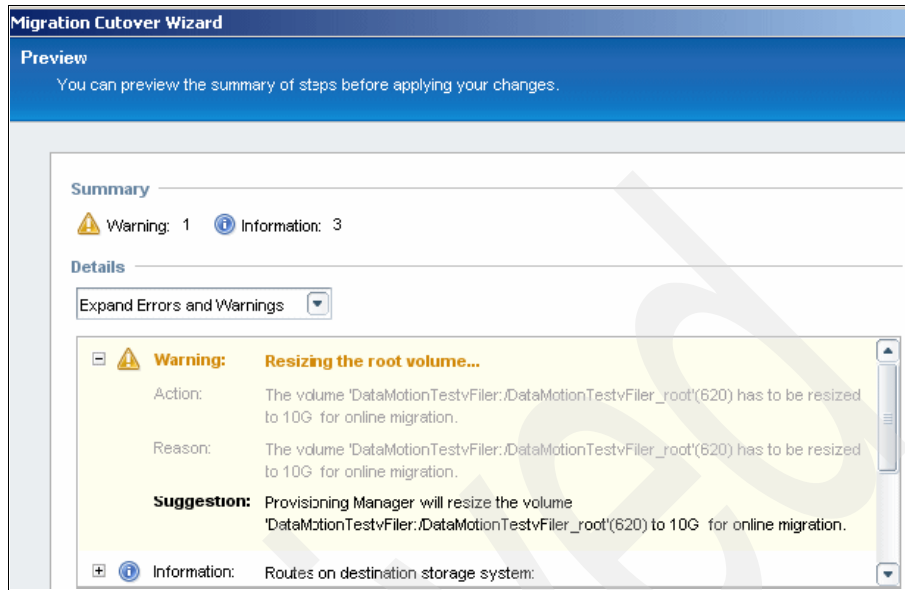 Migration Cutover Wizard
Preview
You can preview the summary of steps before applying your changes.
Summary
Warning: 1 Information: 3
Details
Expand Errors and Warnings
Warning: Resizing the root volume...
Action: The volume 'DataMotionTestvFiler:/DataMotionTestvFiler_root'(620) has to be resized
to 10G for online migration.
Reason: The volume 'DataMotionTestvFiler:/DataMotionTestvFiler_root'(620) has to be resized
to 10G for online migration.
Suggestion: Provisioning Manager will resize the volume
'DataMotionTestvFiler:/DataMotionTestvFiler_root'(620) to 10G for online migration.
Information: Routes on destination storage system: